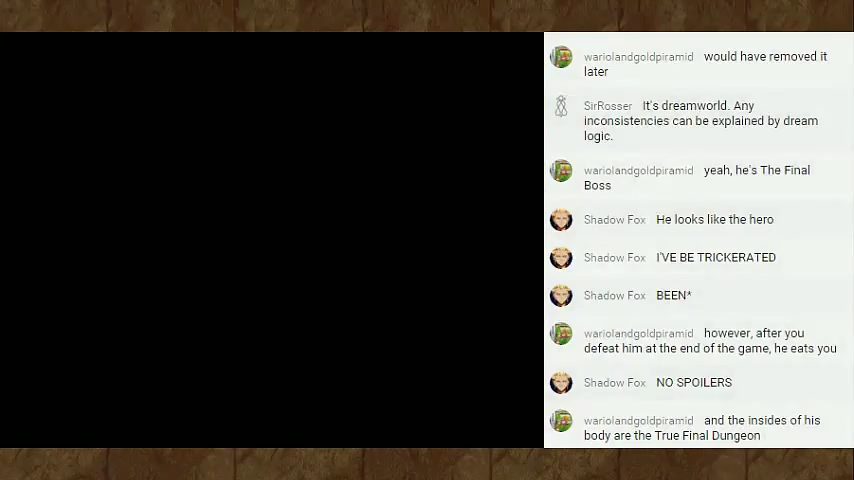 wariolandgoldpiramid would have removed it
later
SirRosser It's dreamworld. Any
inconsistencies can be explained by dream
logic.
wariolandgoldpiramid yeah, he's The Final
Boss
Shadow Fox He looks like the hero
Shadow Fox I'VE BE TRICKERATED
Shadow Fox BEEN*
wariolandgoldpiramid however, after you
defeat him at the end of the game, he eats you
Shadow Fox NO SPOILERS
wariolandgoldpiramid and the insides of his
body are the True Final Dungeon